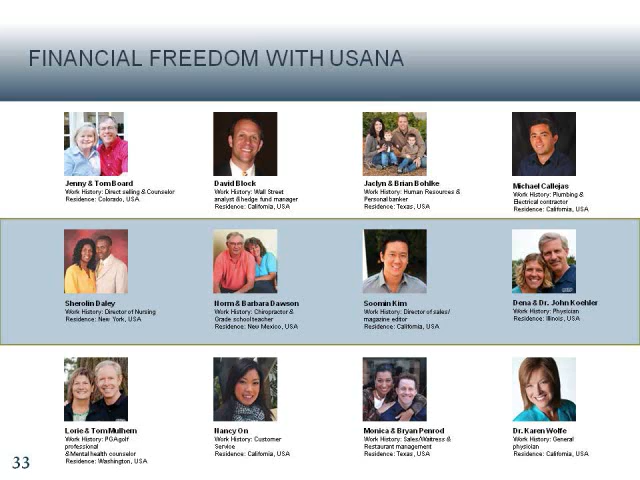 FINANCIAL FREEDOM WITH USANA
Jenny & Tom Board
Work History: Direct selling & Counselor
Residence: Colorado, USA
David Block
Work History: Wall Street
analyst & hedge fund manager
Residence: California, USA
Jaclyn & Brian Bohlke
Work History: Human Resources &
Personal banker
Residence: Texas, USA
Michael Callejas
Work History: Plumbing &
Electrical contractor
Residence: California, USA
Sherolin Daley
Work History: Director of Nursing
Residence: New York, USA
Norm & Barbara Dawson
Work History: Chiropractor &
Grade school teacher
Residence: New Mexico, USA
Soomin Kim
Work History: Director of sales/
magazine editor
Residence: California, USA
Dena & Dr. John Koehler
Work History: Physician
Residence: Illinois, USA
Lorie & Tom Mulhern
Work History: PGA golf
professional
& Mental health counselor
Residence: Washington, USA
Nancy On
Work History: Customer
Service
Residence: California, USA
Monica & Bryan Penrod
Work History: Sales/Waitress &
Restaurant management
Residence: Texas, USA
Dr. Karen Wolfe
Work History: General
physician
Residence: California, USA
33